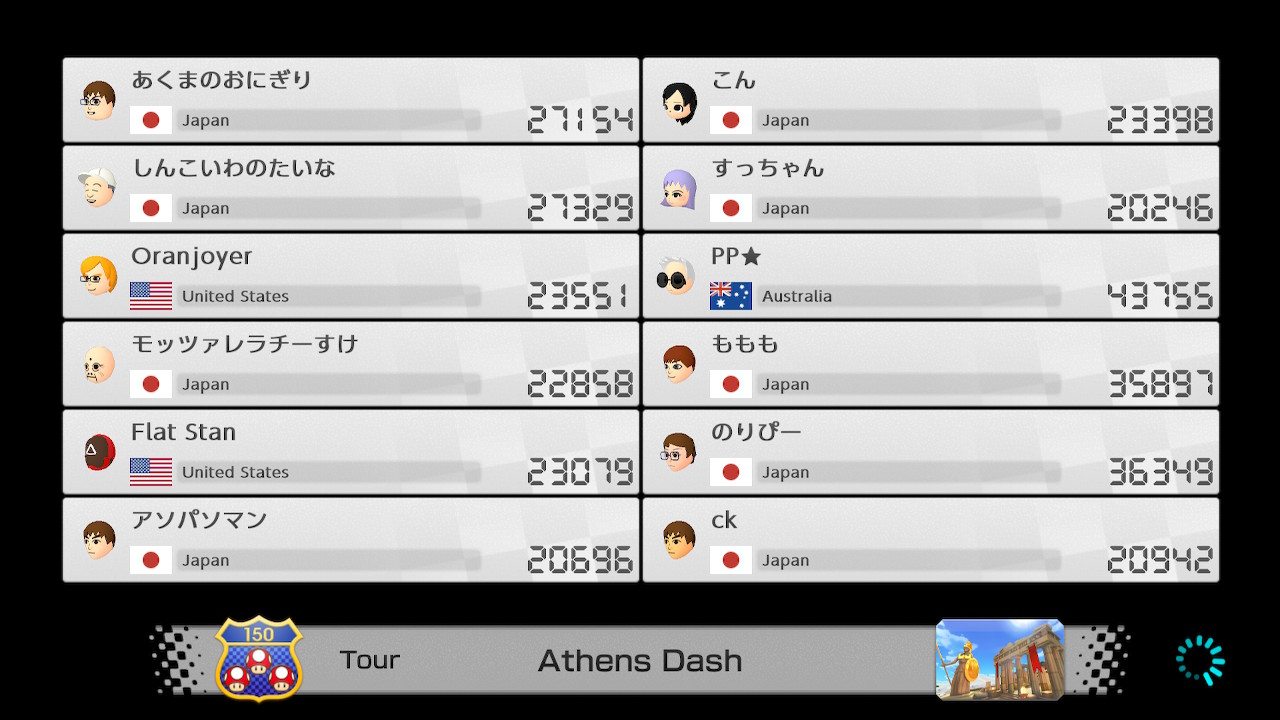 あくまのおにぎり
Japan
27154
こん
Japan
23398
しんこいわのたいな
Japan
27329
すっちゃん
Japan
20246
Oranjoyer
United States
23551
PP★
Australia
43755
モッツァレラチーすけ
Japan
22858
ももも
Japan
35897
Flat Stan
United States
23079
のりぴー
Japan
36349
アソパソマン
Japan
20696
ck
Japan
20942
150
Tour
Athens Dash